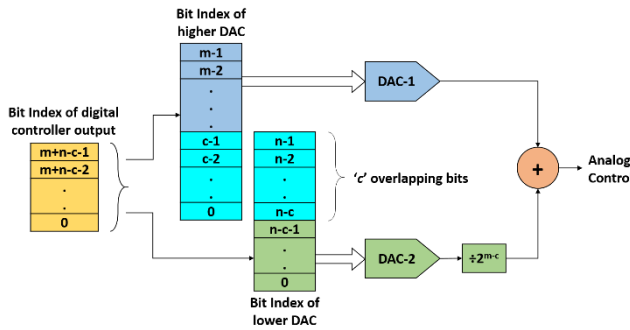 Bit Index of
higher DAC
m-1
m-2
.
.
.
c-1
c-2
.
.
0
Bit Index of digital
controller output
m+n-c-1
m+n-c-2
.
.
0
n-1
n-2
.
.
n-c
n-c-1
.
.
0
Bit Index of
lower DAC
'c' overlapping bits
DAC-1
DAC-2
÷2m-c
+
Analog
Contro